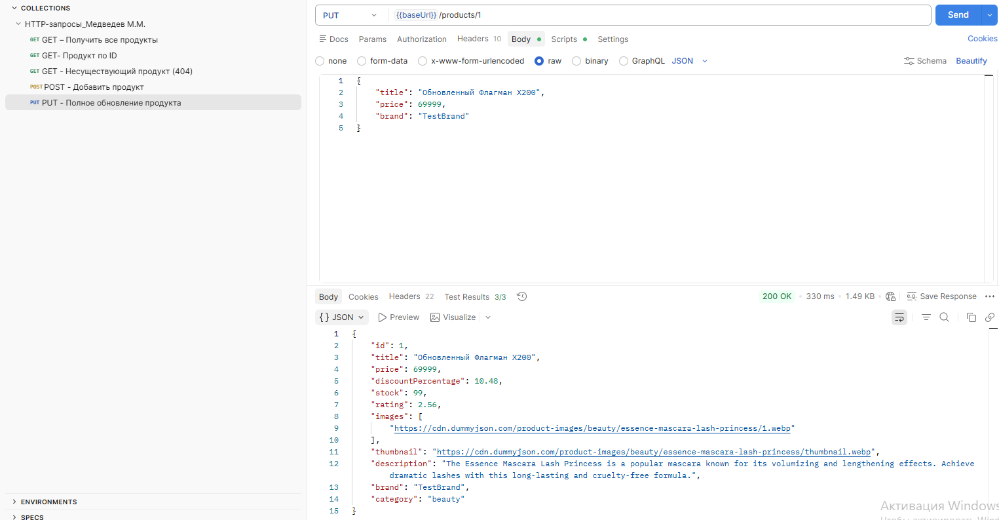 COLLECTIONS
HTTP-запросы_Медведев М.М.
GET GET – Получить все продукты
GET GET- Продукт по ID
GET GET - Несуществующий продукт (404)
POST POST - Добавить продукт
PUT PUT - Полное обновление продукта
ENVIRONMENTS
SPECS
PUT {{baseUrl}} /products/1 Send
Docs Params Authorization Headers 10 Body Scripts Settings Cookies
none form-data x-www-form-urlencoded raw binary GraphQL JSON Schema Beautify
1 {
2 "title": "Обновленный Флагман X200",
3 "price": 69999,
4 "brand": "TestBrand"
5 }
Body Cookies Headers 22 Test Results 3/3 200 OK 330 ms 1.49 KB e.g. Save Response
{} JSON Preview Visualize
1 {
2 "id": 1,
3 "title": "Обновленный Флагман X200",
4 "price": 69999,
5 "discountPercentage": 10.48,
6 "stock": 99,
7 "rating": 2.56,
8 "images": [
9 "https://cdn.dummyjson.com/product-images/beauty/essence-mascara-lash-princess/1.webp"
10 ],
11 "thumbnail": "https://cdn.dummyjson.com/product-images/beauty/essence-mascara-lash-princess/thumbnail.webp",
12 "description": "The Essence Mascara Lash Princess is a popular mascara known for its volumizing and lengthening effects. Achieve
dramatic lashes with this long-lasting and cruelty-free formula.",
13 "brand": "TestBrand",
14 "category": "beauty"
15 }
Активация Windows